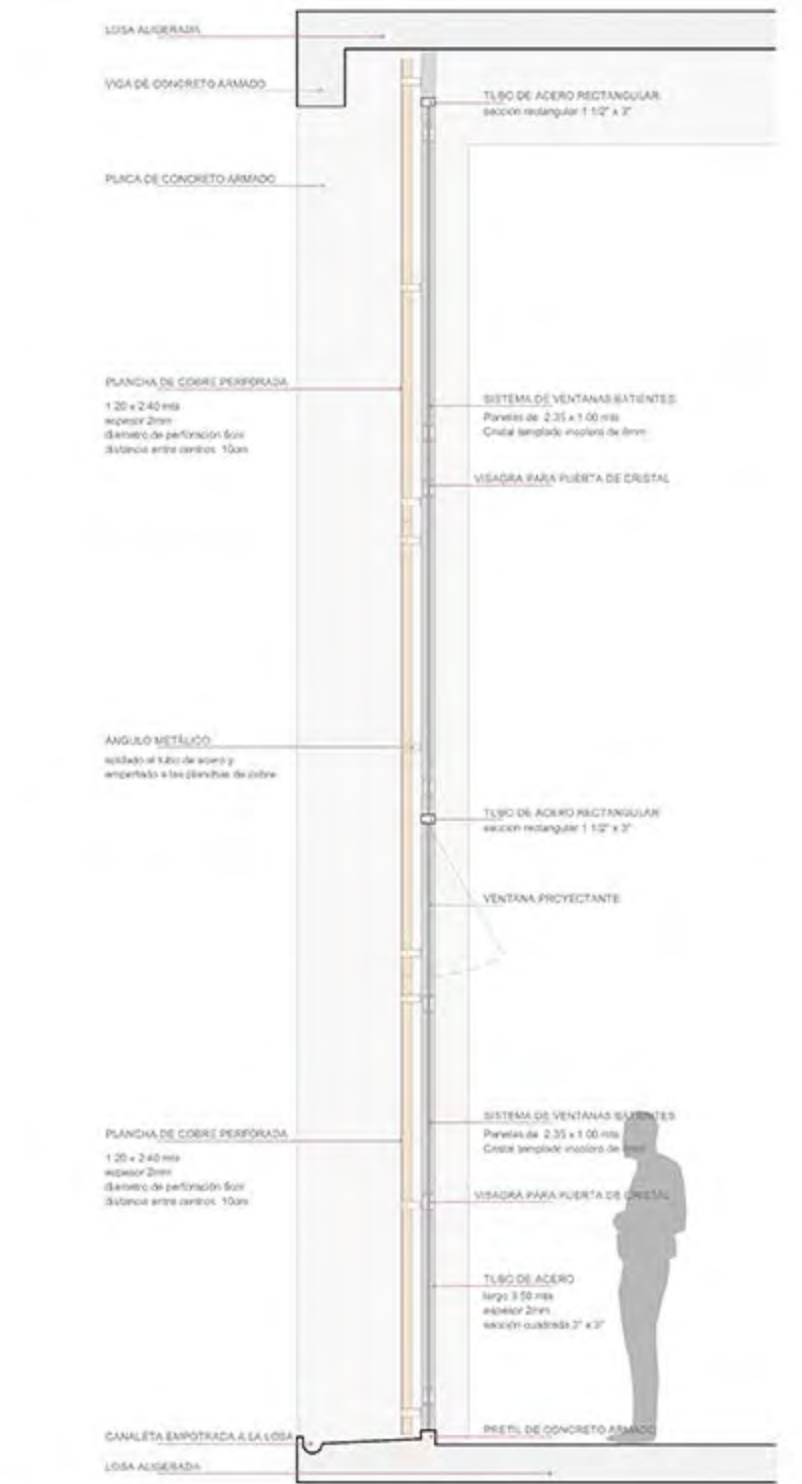 LOSA ALIGERADA
VIGA DE CONCRETO ARMADO
TUBO DE ACERO RECTANGULAR
sección rectangular 1 1/2" x 3"
PLACA DE CONCRETO ARMADO
PLANCHA DE COBRE PERFORADA
1.20 x 2.40 mts
espesor 2mm
diametro de perforación 6cm
distancia entre centros 10cm
SISTEMA DE VENTANAS BATIENTES
Paneles de 2.35 x 1.00 mts
Cristal templado incoloro de 8mm
VISAGRA PARA PUERTA DE CRISTAL
ÁNGULO METÁLICO
soldado al tubo de acero y
empernado a las planchas de cobre
TUBO DE ACERO RECTANGULAR
sección rectangular 1 1/2" x 3"
VENTANA PROYECTANTE
SISTEMA DE VENTANAS BATIENTES
Paneles de 2.35 x 1.00 mts
Cristal templado incoloro de
PLANCHA DE COBRE PERFORADA
1.20 x 2.40 mts
espesor 2mm
diametro de perforación 6cm
distancia entre centros 10cm
VISAGRA PARA PUERTA DE CRISTAL
TUBO DE ACERO
largo 3.50 mts
espesor 2mm
sección cuadrada 3" x 3"
CANALETA EMPOTRADA A LA LOSA
PRETIL DE CONCRETO ARMADO
LOSA ALIGERADA